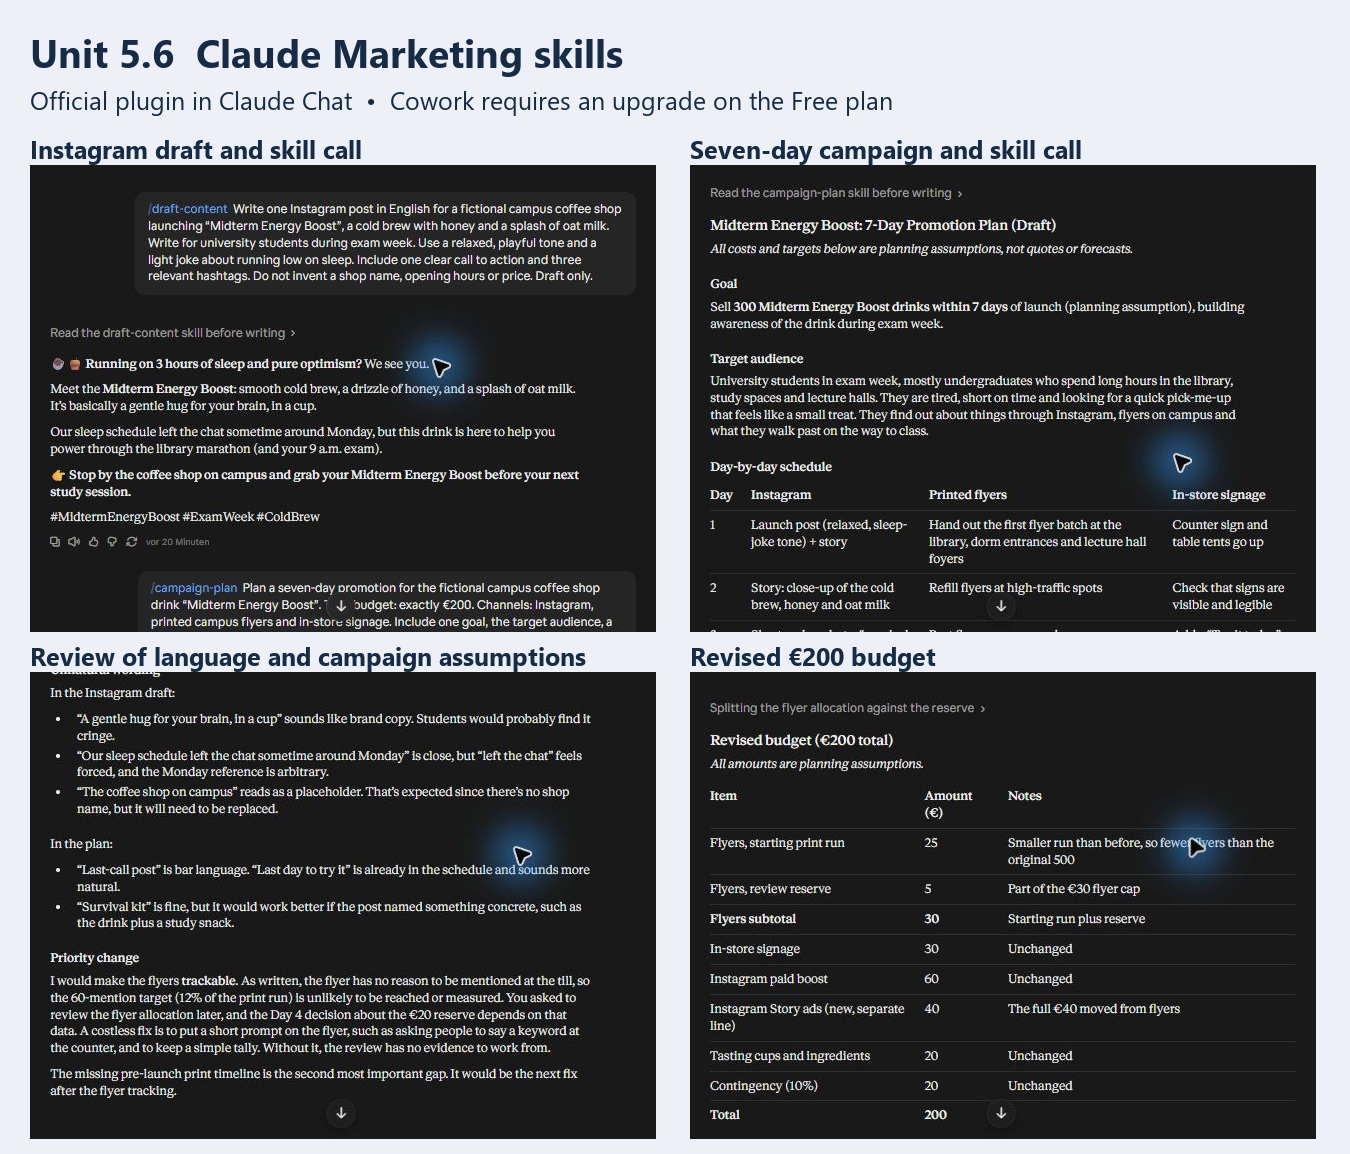 Unit 5.6 Claude Marketing skills
Official plugin in Claude Chat • Cowork requires an upgrade on the Free plan
Instagram draft and skill call
/draft-content Write one Instagram post in English for a fictional campus coffee shop
launching “Midterm Energy Boost”, a cold brew with honey and a splash of oat milk.
Write for university students during exam week. Use a relaxed, playful tone and a
light joke about running low on sleep. Include one clear call to action and three
relevant hashtags. Do not invent a shop name, opening hours or price. Draft only.
Read the draft-content skill before writing ›
Running on 3 hours of sleep and pure optimism? We see you.
Meet the Midterm Energy Boost: smooth cold brew, a drizzle of honey, and a splash of oat milk.
It’s basically a gentle hug for your brain, in a cup.
Our sleep schedule left the chat sometime around Monday, but this drink is here to help you
power through the library marathon (and your 9 a.m. exam).
👉 Stop by the coffee shop on campus and grab your Midterm Energy Boost before your next
study session.
#MidtermEnergyBoost #ExamWeek #ColdBrew
vor 20 Minuten
/campaign-plan Plan a seven-day promotion for the fictional campus coffee shop
drink “Midterm Energy Boost”. budget: exactly €200. Channels: Instagram,
printed campus flyers and in-store signage. Include one goal, the target audience, a
Seven-day campaign and skill call
Read the campaign-plan skill before writing ›
Midterm Energy Boost: 7-Day Promotion Plan (Draft)
All costs and targets below are planning assumptions, not quotes or forecasts.
Goal
Sell 300 Midterm Energy Boost drinks within 7 days of launch (planning assumption), building
awareness of the drink during exam week.
Target audience
University students in exam week, mostly undergraduates who spend long hours in the library,
study spaces and lecture halls. They are tired, short on time and looking for a quick pick-me-up
that feels like a small treat. They find out about things through Instagram, flyers on campus and
what they walk past on the way to class.
Day-by-day schedule
Day Instagram Printed flyers In-store signage
1 Launch post (relaxed, sleep-joke tone) + story Hand out the first flyer batch at the library, dorm entrances and lecture hall foyers Counter sign and table tents go up
2 Story: close-up of the cold brew, honey and oat milk Refill flyers at high-traffic spots Check that signs are visible and legible
Review of language and campaign assumptions
In the Instagram draft:
• “A gentle hug for your brain, in a cup” sounds like brand copy. Students would probably find it
cringe.
• “Our sleep schedule left the chat sometime around Monday” is close, but “left the chat” feels
forced, and the Monday reference is arbitrary.
• “The coffee shop on campus” reads as a placeholder. That’s expected since there’s no shop
name, but it will need to be replaced.
In the plan:
• “Last-call post” is bar language. “Last day to try it” is already in the schedule and sounds more
natural.
• “Survival kit” is fine, but it would work better if the post named something concrete, such as
the drink plus a study snack.
Priority change
I would make the flyers trackable. As written, the flyer has no reason to be mentioned at the till, so
the 60-mention target (12% of the print run) is unlikely to be reached or measured. You asked to
review the flyer allocation later, and the Day 4 decision about the €20 reserve depends on that
data. A costless fix is to put a short prompt on the flyer, such as asking people to say a keyword at
the counter, and to keep a simple tally. Without it, the review has no evidence to work from.
The missing pre-launch print timeline is the second most important gap. It would be the next fix
after the flyer tracking.
Revised €200 budget
Splitting the flyer allocation against the reserve ›
Revised budget (€200 total)
All amounts are planning assumptions.
Item Amount (€) Notes
Flyers, starting print run 25 Smaller run than before, so fewer flyers than the original 500
Flyers, review reserve 5 Part of the €30 flyer cap
Flyers subtotal 30 Starting run plus reserve
In-store signage 30 Unchanged
Instagram paid boost 60 Unchanged
Instagram Story ads (new, separate line) 40 The full €40 moved from flyers
Tasting cups and ingredients 20 Unchanged
Contingency (10%) 20 Unchanged
Total 200